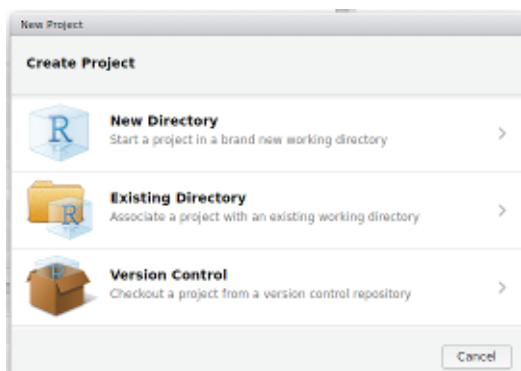 New Project
Create Project
R
New Directory
Start a project in a brand new working directory
R
Existing Directory
Associate a project with an existing working directory
R
Version Control
Checkout a project from a version control repository
Cancel